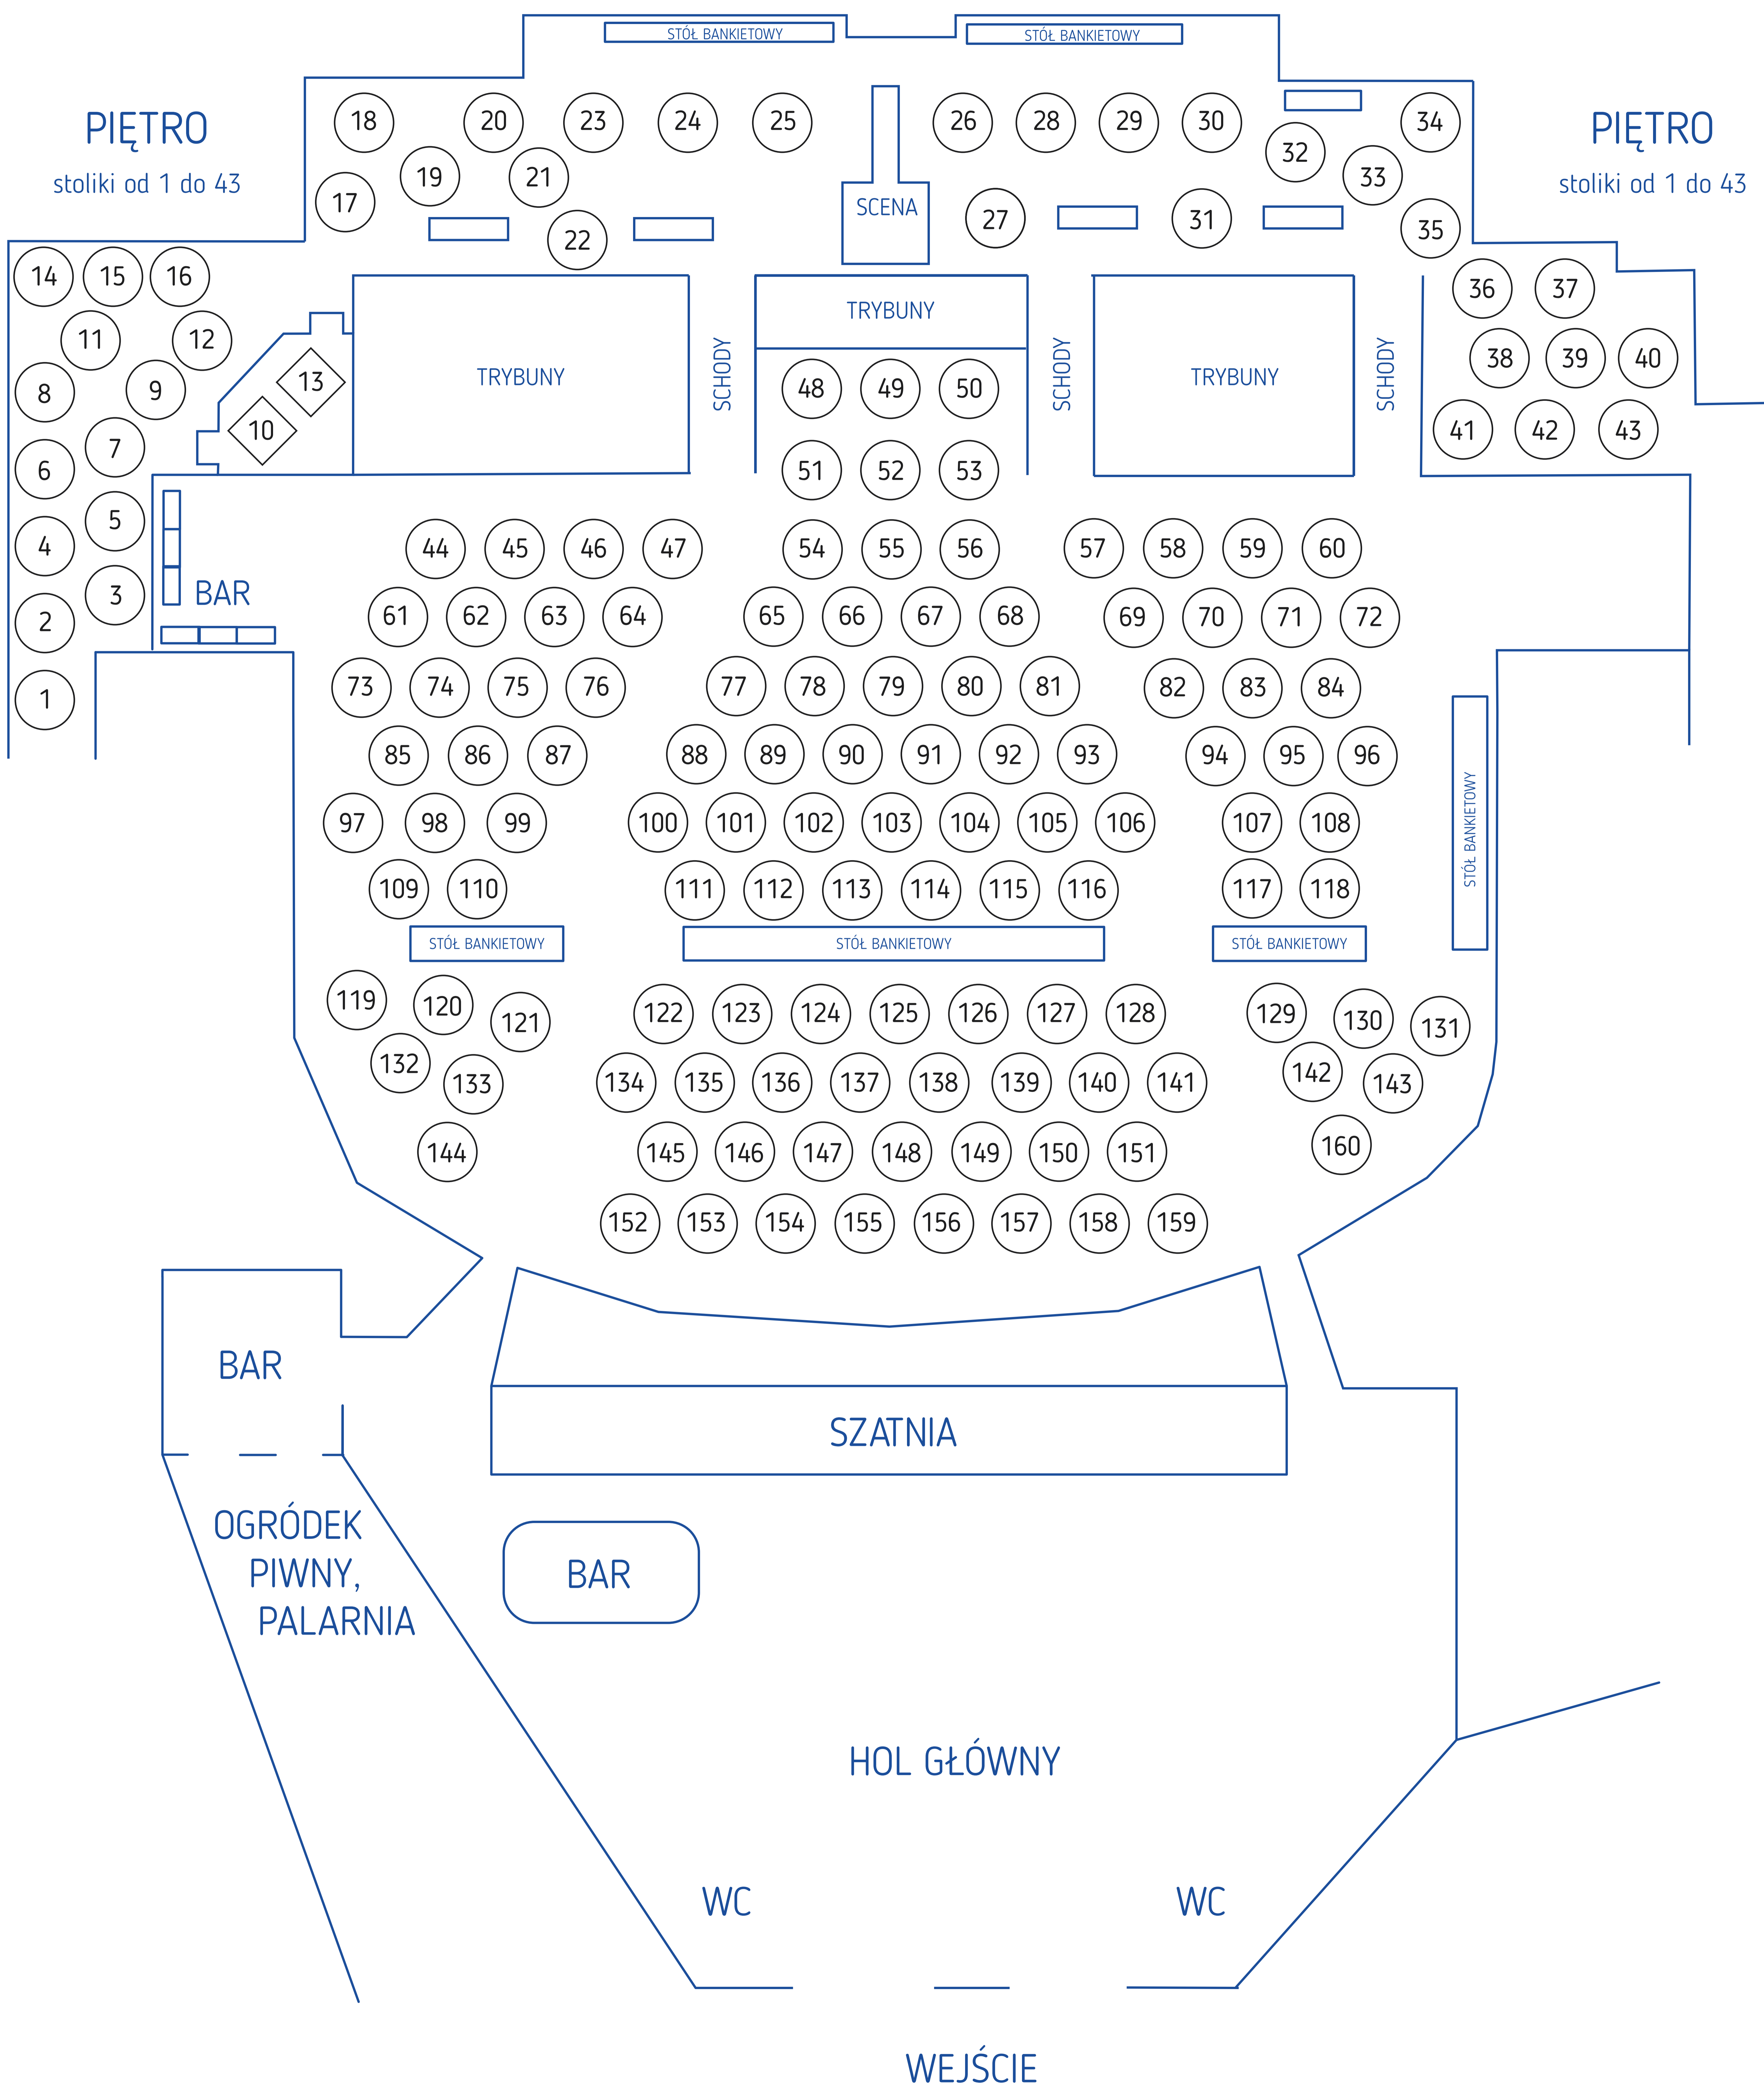 STÓŁ BANKIETOWY STÓŁ BANKIETOWY
PIĘTRO
stoliki od 1 do 43
PIĘTRO
stoliki od 1 do 43
18 20 23 24 25 26 28 29 30 34
32
19 21 33
17
SCENA
27 31
22 35
14 15 16 36 37
TRYBUNY
11 12
38 39 40
TRYBUNY SCHODY SCHODY TRYBUNY SCHODY
13
8 9 48 49 50
10 41 42 43
7
6 51 52 53
5
4 44 45 46 47 54 55 56 57 58 59 60
3 BAR
2 61 62 63 64 65 66 67 68 69 70 71 72
1 73 74 75 76 77 78 79 80 81 82 83 84
85 86 87 88 89 90 91 92 93 94 95 96
STÓŁ BANKIETOWY
97 98 99 100 101 102 103 104 105 106 107 108
109 110 111 112 113 114 115 116 117 118
STÓŁ BANKIETOWY STÓŁ BANKIETOWY STÓŁ BANKIETOWY
119 120 121 122 123 124 125 126 127 128 129 130 131
132 133 134 135 136 137 138 139 140 141 142 143
144 145 146 147 148 149 150 151 160
152 153 154 155 156 157 158 159
BAR
SZATNIA
OGRÓDEK
PIWNY,
PALARNIA
BAR
HOL GŁÓWNY
WC WC
WEJŚCIE